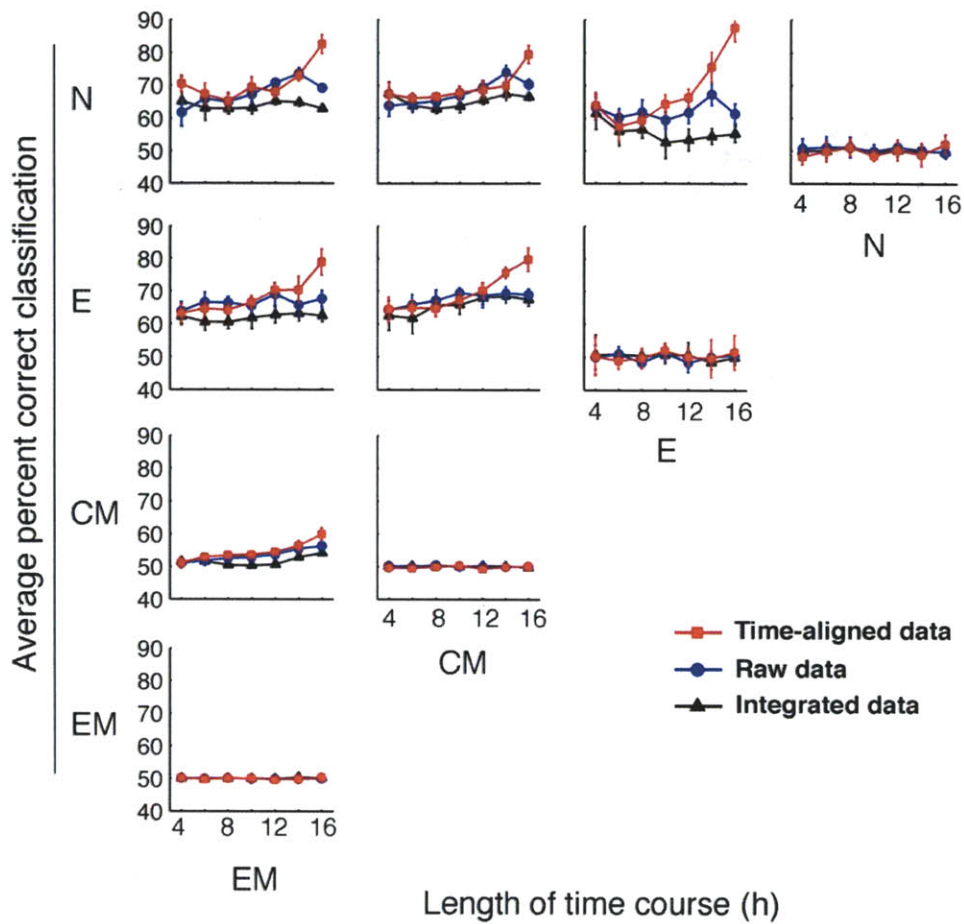 Average percent correct classification
N
90
80
70
60
50
40
4 8 12 16
N
E
90
80
70
60
50
40
4 8 12 16
E
CM
90
80
70
60
50
40
4 8 12 16
CM
EM
90
80
70
60
50
40
4 8 12 16
EM
Time-aligned data
Raw data
Integrated data
Length of time course (h)